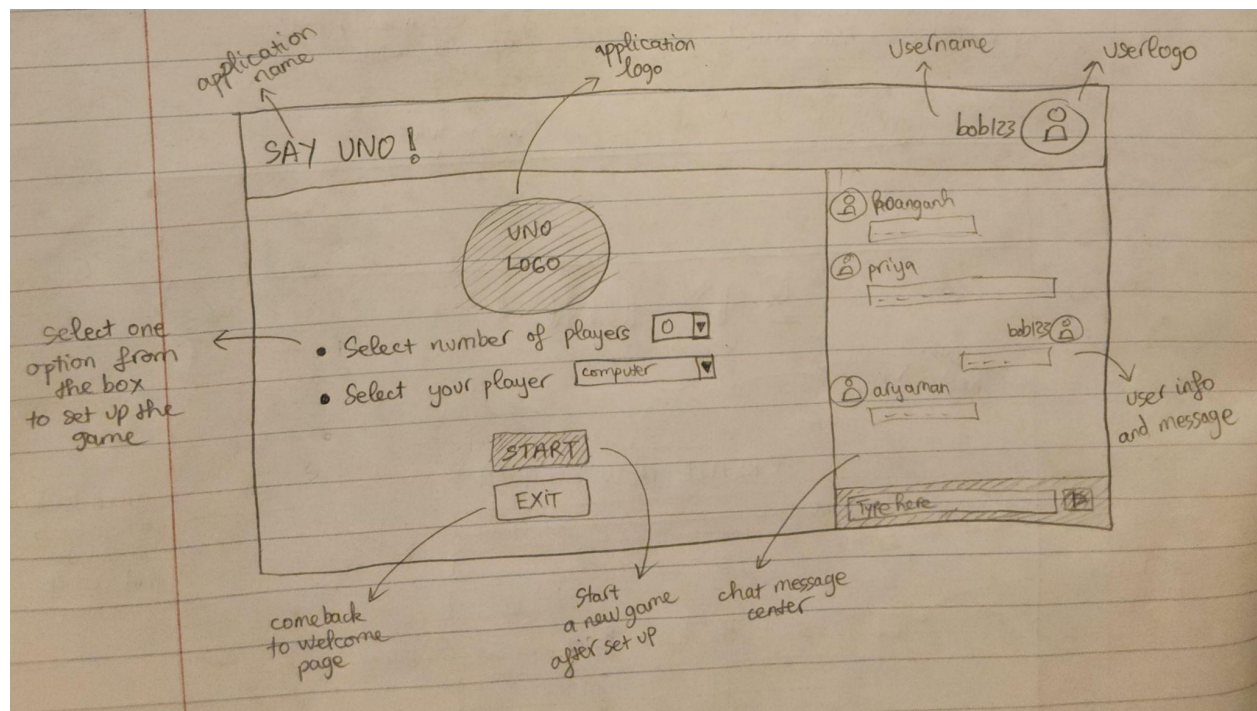 application
name
application
logo
Username
userlogo
SAY UNO!
bob123
UNO
LOGO
hoanganh
priya
bob123
aryaman
select one
option from
the box
to set up the
game
• Select number of players 0
• Select your player computer
user info
and message
START
EXIT
Type here
comeback
to welcome
page
Start
a new game
after set up
chat message
center